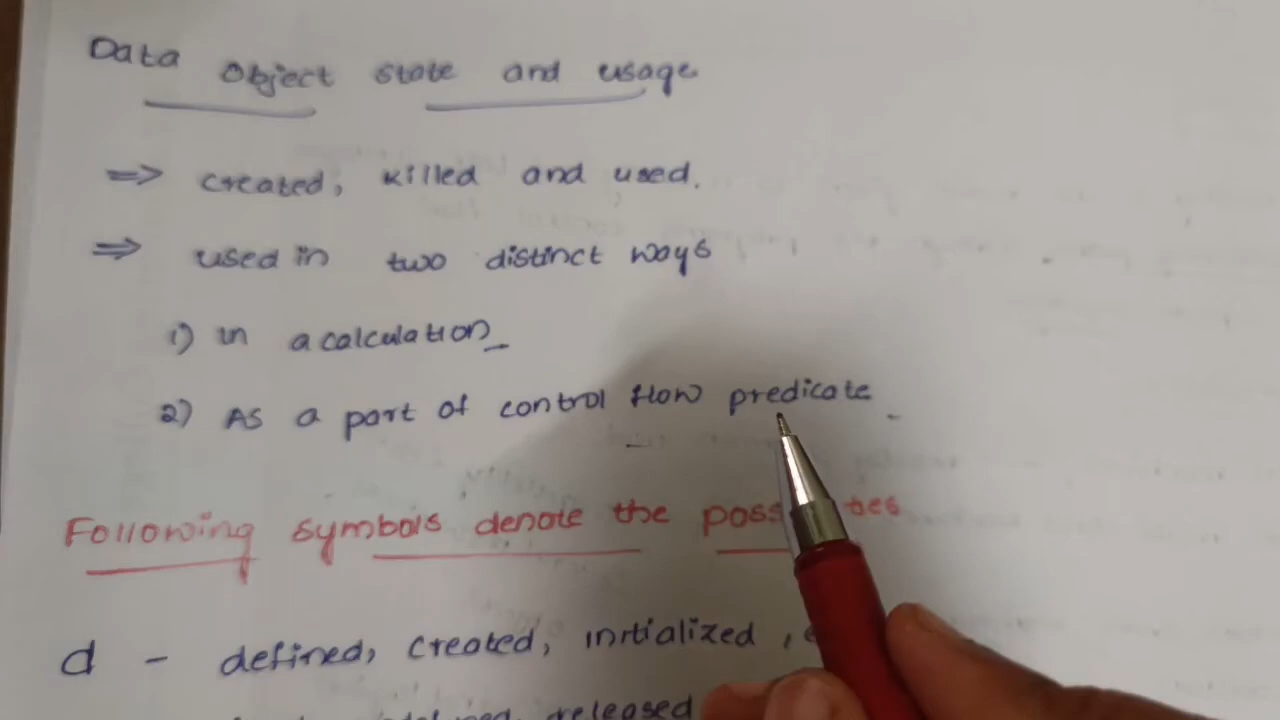 Data Object state and usage
=> created, killed and used.
=> used in two distinct ways
1) in a calculation
2) As a part of control flow predicate
Following symbols denote the
d - defined, created, initialized,
released